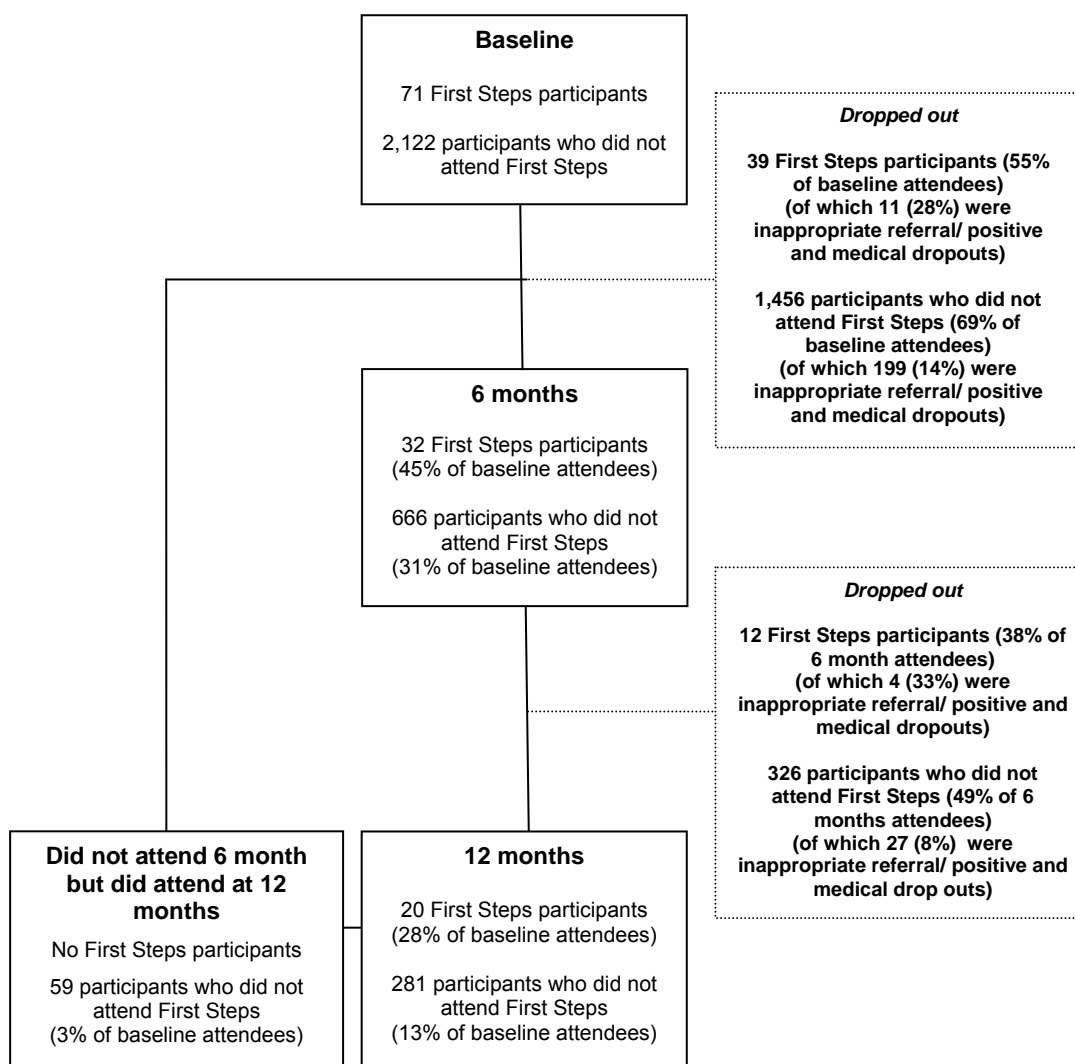 Baseline
71 First Steps participants
2,122 participants who did not
attend First Steps
Dropped out
39 First Steps participants (55%
of baseline attendees)
(of which 11 (28%) were
inappropriate referral/ positive
and medical dropouts)
1,456 participants who did not
attend First Steps (69% of
baseline attendees)
(of which 199 (14%) were
inappropriate referral/ positive
and medical dropouts)
6 months
32 First Steps participants
(45% of baseline attendees)
666 participants who did not
attend First Steps
(31% of baseline attendees)
Dropped out
12 First Steps participants (38% of
6 month attendees)
(of which 4 (33%) were
inappropriate referral/ positive and
medical dropouts)
326 participants who did not
attend First Steps (49% of 6
months attendees)
(of which 27 (8%) were
inappropriate referral/ positive and
medical drop outs)
Did not attend 6 month
but did attend at 12
months
No First Steps participants
59 participants who did not
attend First Steps
(3% of baseline attendees)
12 months
20 First Steps participants
(28% of baseline attendees)
281 participants who did not
attend First Steps
(13% of baseline attendees)